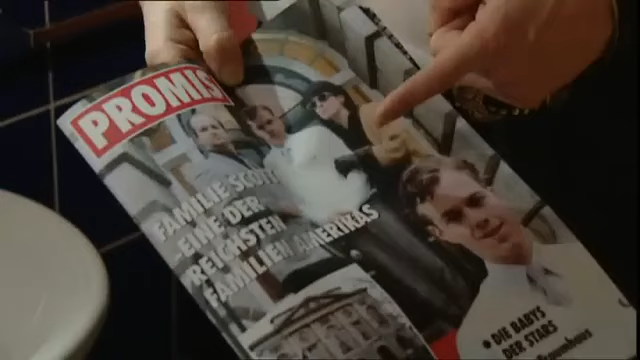 PROMIS
FAMILIE SCOTT
- EINE DER
REICHSTEN
FAMILIEN AMERIKAS
• DIE BABYS
DER STARS